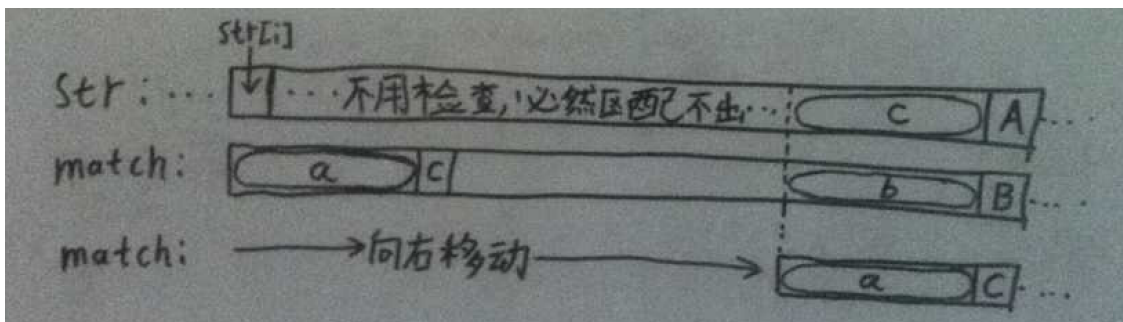 str[i]
str:... ...不用检查,必然匹配不出... c A ...
match: a C b B ...
match: 向右移动 a C ...